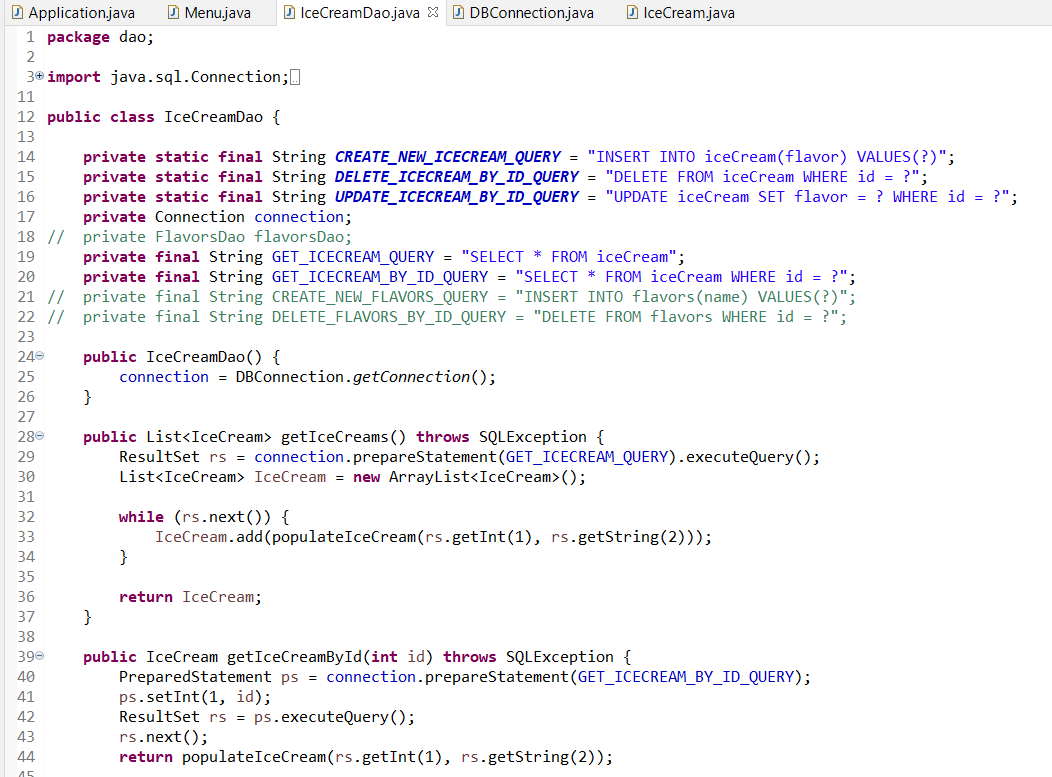 Application.java Menu.java IceCreamDao.java DBConnection.java IceCream.java
1 package dao;
2
3 import java.sql.Connection;
11
12 public class IceCreamDao {
13
14     private static final String CREATE_NEW_ICECREAM_QUERY = "INSERT INTO iceCream(flavor) VALUES(?)";
15     private static final String DELETE_ICECREAM_BY_ID_QUERY = "DELETE FROM iceCream WHERE id = ?";
16     private static final String UPDATE_ICECREAM_BY_ID_QUERY = "UPDATE iceCream SET flavor = ? WHERE id = ?";
17     private Connection connection;
18 //  private FlavorsDao flavorsDao;
19     private final String GET_ICECREAM_QUERY = "SELECT * FROM iceCream";
20     private final String GET_ICECREAM_BY_ID_QUERY = "SELECT * FROM iceCream WHERE id = ?";
21 //  private final String CREATE_NEW_FLAVORS_QUERY = "INSERT INTO flavors(name) VALUES(?)";
22 //  private final String DELETE_FLAVORS_BY_ID_QUERY = "DELETE FROM flavors WHERE id = ?";
23
24     public IceCreamDao() {
25         connection = DBConnection.getConnection();
26     }
27
28     public List<IceCream> getIceCreams() throws SQLException {
29         ResultSet rs = connection.prepareStatement(GET_ICECREAM_QUERY).executeQuery();
30         List<IceCream> IceCream = new ArrayList<IceCream>();
31
32         while (rs.next()) {
33             IceCream.add(populateIceCream(rs.getInt(1), rs.getString(2)));
34         }
35
36         return IceCream;
37     }
38
39     public IceCream getIceCreamById(int id) throws SQLException {
40         PreparedStatement ps = connection.prepareStatement(GET_ICECREAM_BY_ID_QUERY);
41         ps.setInt(1, id);
42         ResultSet rs = ps.executeQuery();
43         rs.next();
44         return populateIceCream(rs.getInt(1), rs.getString(2));
45